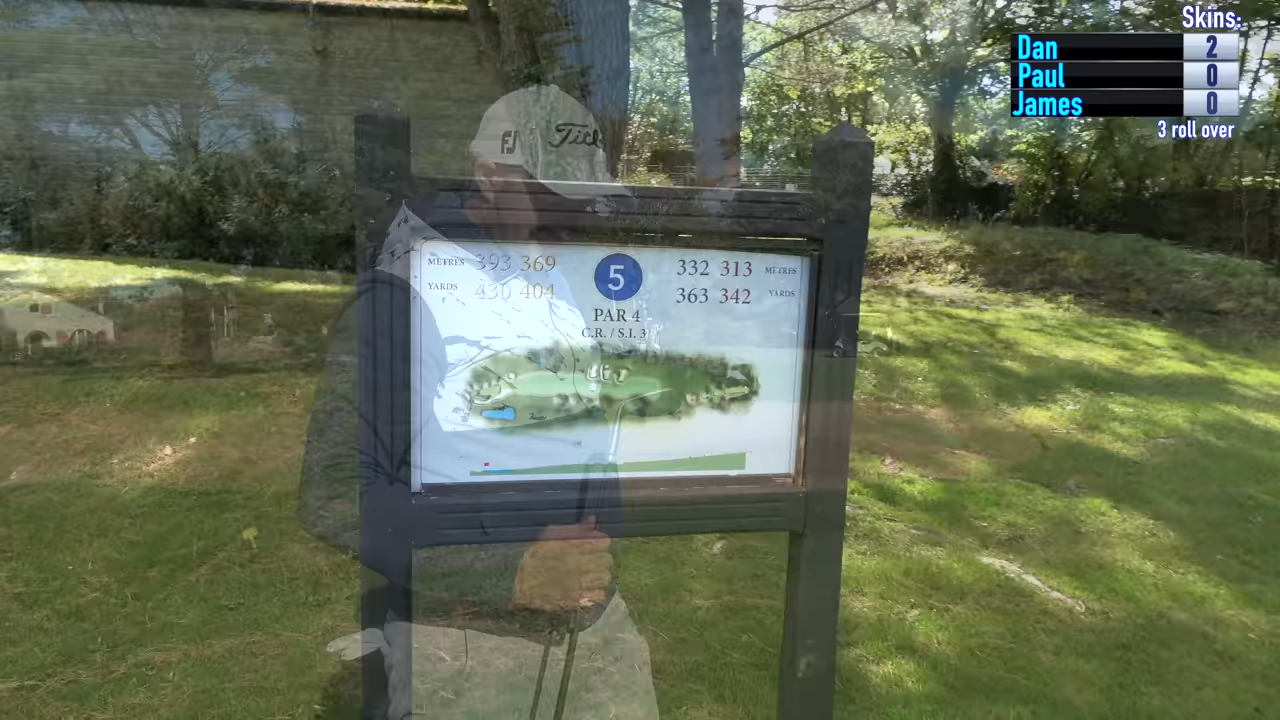 Skins:
Dan 2
Paul 0
James 0
3 roll over
FJ
METRES 393 369
YARDS 430 404
5
PAR 4
C.R. / S.I. 3
332 313 METRES
363 342 YARDS